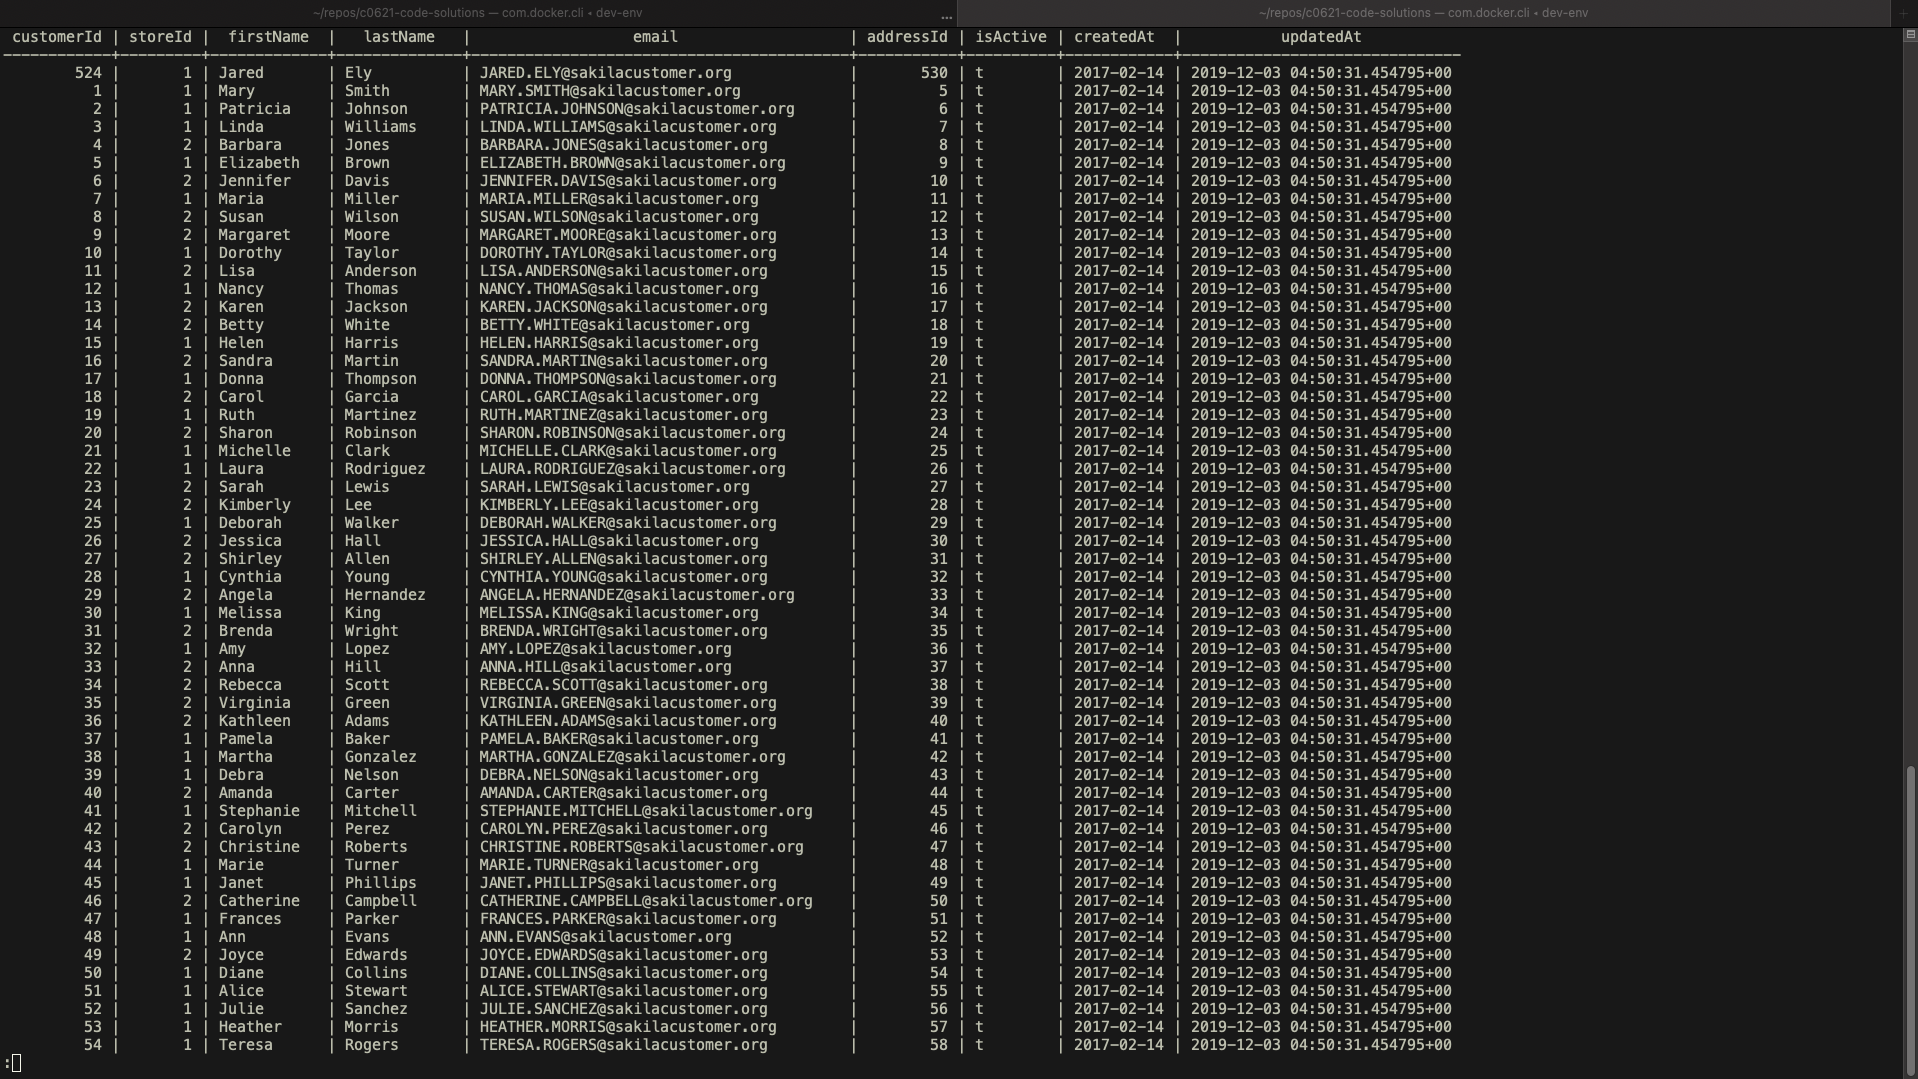 ~/repos/c0621-code-solutions — com.docker.cli • dev-env ... ~/repos/c0621-code-solutions — com.docker.cli • dev-env +
customerId | storeId | firstName | lastName | email | addressId | isActive | createdAt | updatedAt
524 | 1 | Jared | Ely | JARED.ELY@sakilacustomer.org | 530 | t | 2017-02-14 | 2019-12-03 04:50:31.454795+00
1 | 1 | Mary | Smith | MARY.SMITH@sakilacustomer.org | 5 | t | 2017-02-14 | 2019-12-03 04:50:31.454795+00
2 | 1 | Patricia | Johnson | PATRICIA.JOHNSON@sakilacustomer.org | 6 | t | 2017-02-14 | 2019-12-03 04:50:31.454795+00
3 | 1 | Linda | Williams | LINDA.WILLIAMS@sakilacustomer.org | 7 | t | 2017-02-14 | 2019-12-03 04:50:31.454795+00
4 | 2 | Barbara | Jones | BARBARA.JONES@sakilacustomer.org | 8 | t | 2017-02-14 | 2019-12-03 04:50:31.454795+00
5 | 1 | Elizabeth | Brown | ELIZABETH.BROWN@sakilacustomer.org | 9 | t | 2017-02-14 | 2019-12-03 04:50:31.454795+00
6 | 2 | Jennifer | Davis | JENNIFER.DAVIS@sakilacustomer.org | 10 | t | 2017-02-14 | 2019-12-03 04:50:31.454795+00
7 | 1 | Maria | Miller | MARIA.MILLER@sakilacustomer.org | 11 | t | 2017-02-14 | 2019-12-03 04:50:31.454795+00
8 | 2 | Susan | Wilson | SUSAN.WILSON@sakilacustomer.org | 12 | t | 2017-02-14 | 2019-12-03 04:50:31.454795+00
9 | 2 | Margaret | Moore | MARGARET.MOORE@sakilacustomer.org | 13 | t | 2017-02-14 | 2019-12-03 04:50:31.454795+00
10 | 1 | Dorothy | Taylor | DOROTHY.TAYLOR@sakilacustomer.org | 14 | t | 2017-02-14 | 2019-12-03 04:50:31.454795+00
11 | 2 | Lisa | Anderson | LISA.ANDERSON@sakilacustomer.org | 15 | t | 2017-02-14 | 2019-12-03 04:50:31.454795+00
12 | 1 | Nancy | Thomas | NANCY.THOMAS@sakilacustomer.org | 16 | t | 2017-02-14 | 2019-12-03 04:50:31.454795+00
13 | 2 | Karen | Jackson | KAREN.JACKSON@sakilacustomer.org | 17 | t | 2017-02-14 | 2019-12-03 04:50:31.454795+00
14 | 2 | Betty | White | BETTY.WHITE@sakilacustomer.org | 18 | t | 2017-02-14 | 2019-12-03 04:50:31.454795+00
15 | 1 | Helen | Harris | HELEN.HARRIS@sakilacustomer.org | 19 | t | 2017-02-14 | 2019-12-03 04:50:31.454795+00
16 | 2 | Sandra | Martin | SANDRA.MARTIN@sakilacustomer.org | 20 | t | 2017-02-14 | 2019-12-03 04:50:31.454795+00
17 | 1 | Donna | Thompson | DONNA.THOMPSON@sakilacustomer.org | 21 | t | 2017-02-14 | 2019-12-03 04:50:31.454795+00
18 | 2 | Carol | Garcia | CAROL.GARCIA@sakilacustomer.org | 22 | t | 2017-02-14 | 2019-12-03 04:50:31.454795+00
19 | 1 | Ruth | Martinez | RUTH.MARTINEZ@sakilacustomer.org | 23 | t | 2017-02-14 | 2019-12-03 04:50:31.454795+00
20 | 2 | Sharon | Robinson | SHARON.ROBINSON@sakilacustomer.org | 24 | t | 2017-02-14 | 2019-12-03 04:50:31.454795+00
21 | 1 | Michelle | Clark | MICHELLE.CLARK@sakilacustomer.org | 25 | t | 2017-02-14 | 2019-12-03 04:50:31.454795+00
22 | 1 | Laura | Rodriguez | LAURA.RODRIGUEZ@sakilacustomer.org | 26 | t | 2017-02-14 | 2019-12-03 04:50:31.454795+00
23 | 2 | Sarah | Lewis | SARAH.LEWIS@sakilacustomer.org | 27 | t | 2017-02-14 | 2019-12-03 04:50:31.454795+00
24 | 2 | Kimberly | Lee | KIMBERLY.LEE@sakilacustomer.org | 28 | t | 2017-02-14 | 2019-12-03 04:50:31.454795+00
25 | 1 | Deborah | Walker | DEBORAH.WALKER@sakilacustomer.org | 29 | t | 2017-02-14 | 2019-12-03 04:50:31.454795+00
26 | 2 | Jessica | Hall | JESSICA.HALL@sakilacustomer.org | 30 | t | 2017-02-14 | 2019-12-03 04:50:31.454795+00
27 | 2 | Shirley | Allen | SHIRLEY.ALLEN@sakilacustomer.org | 31 | t | 2017-02-14 | 2019-12-03 04:50:31.454795+00
28 | 1 | Cynthia | Young | CYNTHIA.YOUNG@sakilacustomer.org | 32 | t | 2017-02-14 | 2019-12-03 04:50:31.454795+00
29 | 2 | Angela | Hernandez | ANGELA.HERNANDEZ@sakilacustomer.org | 33 | t | 2017-02-14 | 2019-12-03 04:50:31.454795+00
30 | 1 | Melissa | King | MELISSA.KING@sakilacustomer.org | 34 | t | 2017-02-14 | 2019-12-03 04:50:31.454795+00
31 | 2 | Brenda | Wright | BRENDA.WRIGHT@sakilacustomer.org | 35 | t | 2017-02-14 | 2019-12-03 04:50:31.454795+00
32 | 1 | Amy | Lopez | AMY.LOPEZ@sakilacustomer.org | 36 | t | 2017-02-14 | 2019-12-03 04:50:31.454795+00
33 | 2 | Anna | Hill | ANNA.HILL@sakilacustomer.org | 37 | t | 2017-02-14 | 2019-12-03 04:50:31.454795+00
34 | 2 | Rebecca | Scott | REBECCA.SCOTT@sakilacustomer.org | 38 | t | 2017-02-14 | 2019-12-03 04:50:31.454795+00
35 | 2 | Virginia | Green | VIRGINIA.GREEN@sakilacustomer.org | 39 | t | 2017-02-14 | 2019-12-03 04:50:31.454795+00
36 | 2 | Kathleen | Adams | KATHLEEN.ADAMS@sakilacustomer.org | 40 | t | 2017-02-14 | 2019-12-03 04:50:31.454795+00
37 | 1 | Pamela | Baker | PAMELA.BAKER@sakilacustomer.org | 41 | t | 2017-02-14 | 2019-12-03 04:50:31.454795+00
38 | 1 | Martha | Gonzalez | MARTHA.GONZALEZ@sakilacustomer.org | 42 | t | 2017-02-14 | 2019-12-03 04:50:31.454795+00
39 | 1 | Debra | Nelson | DEBRA.NELSON@sakilacustomer.org | 43 | t | 2017-02-14 | 2019-12-03 04:50:31.454795+00
40 | 2 | Amanda | Carter | AMANDA.CARTER@sakilacustomer.org | 44 | t | 2017-02-14 | 2019-12-03 04:50:31.454795+00
41 | 1 | Stephanie | Mitchell | STEPHANIE.MITCHELL@sakilacustomer.org | 45 | t | 2017-02-14 | 2019-12-03 04:50:31.454795+00
42 | 2 | Carolyn | Perez | CAROLYN.PEREZ@sakilacustomer.org | 46 | t | 2017-02-14 | 2019-12-03 04:50:31.454795+00
43 | 2 | Christine | Roberts | CHRISTINE.ROBERTS@sakilacustomer.org | 47 | t | 2017-02-14 | 2019-12-03 04:50:31.454795+00
44 | 1 | Marie | Turner | MARIE.TURNER@sakilacustomer.org | 48 | t | 2017-02-14 | 2019-12-03 04:50:31.454795+00
45 | 1 | Janet | Phillips | JANET.PHILLIPS@sakilacustomer.org | 49 | t | 2017-02-14 | 2019-12-03 04:50:31.454795+00
46 | 2 | Catherine | Campbell | CATHERINE.CAMPBELL@sakilacustomer.org | 50 | t | 2017-02-14 | 2019-12-03 04:50:31.454795+00
47 | 1 | Frances | Parker | FRANCES.PARKER@sakilacustomer.org | 51 | t | 2017-02-14 | 2019-12-03 04:50:31.454795+00
48 | 1 | Ann | Evans | ANN.EVANS@sakilacustomer.org | 52 | t | 2017-02-14 | 2019-12-03 04:50:31.454795+00
49 | 2 | Joyce | Edwards | JOYCE.EDWARDS@sakilacustomer.org | 53 | t | 2017-02-14 | 2019-12-03 04:50:31.454795+00
50 | 1 | Diane | Collins | DIANE.COLLINS@sakilacustomer.org | 54 | t | 2017-02-14 | 2019-12-03 04:50:31.454795+00
51 | 1 | Alice | Stewart | ALICE.STEWART@sakilacustomer.org | 55 | t | 2017-02-14 | 2019-12-03 04:50:31.454795+00
52 | 1 | Julie | Sanchez | JULIE.SANCHEZ@sakilacustomer.org | 56 | t | 2017-02-14 | 2019-12-03 04:50:31.454795+00
53 | 1 | Heather | Morris | HEATHER.MORRIS@sakilacustomer.org | 57 | t | 2017-02-14 | 2019-12-03 04:50:31.454795+00
54 | 1 | Teresa | Rogers | TERESA.ROGERS@sakilacustomer.org | 58 | t | 2017-02-14 | 2019-12-03 04:50:31.454795+00
: